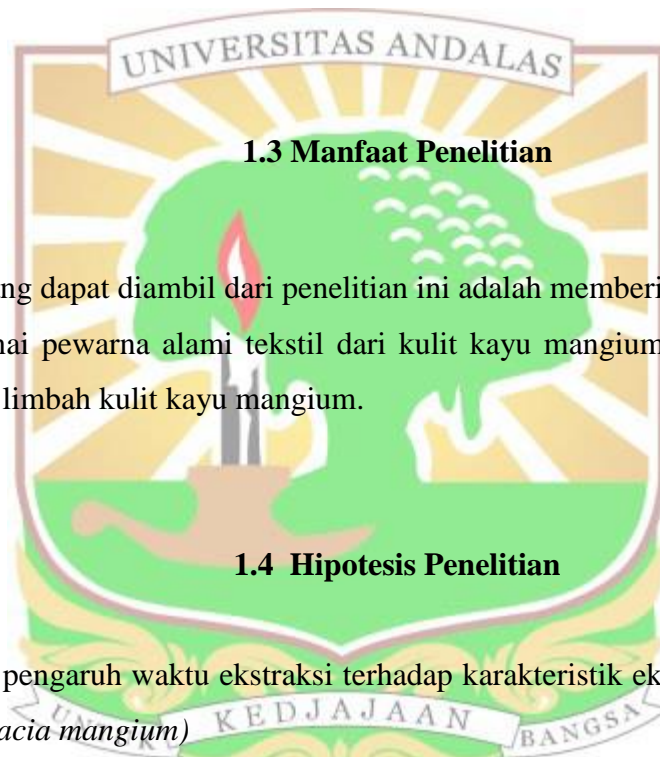 UNIVERSITAS ANDALAS
1.3 Manfaat Penelitian
ng dapat diambil dari penelitian ini adalah memberi
nai pewarna alami tekstil dari kulit kayu mangium
limbah kulit kayu mangium.
1.4 Hipotesis Penelitian
pengaruh waktu ekstraksi terhadap karakteristik ek
acia mangium)
UNTUK KEDJAJAAN BANGSA